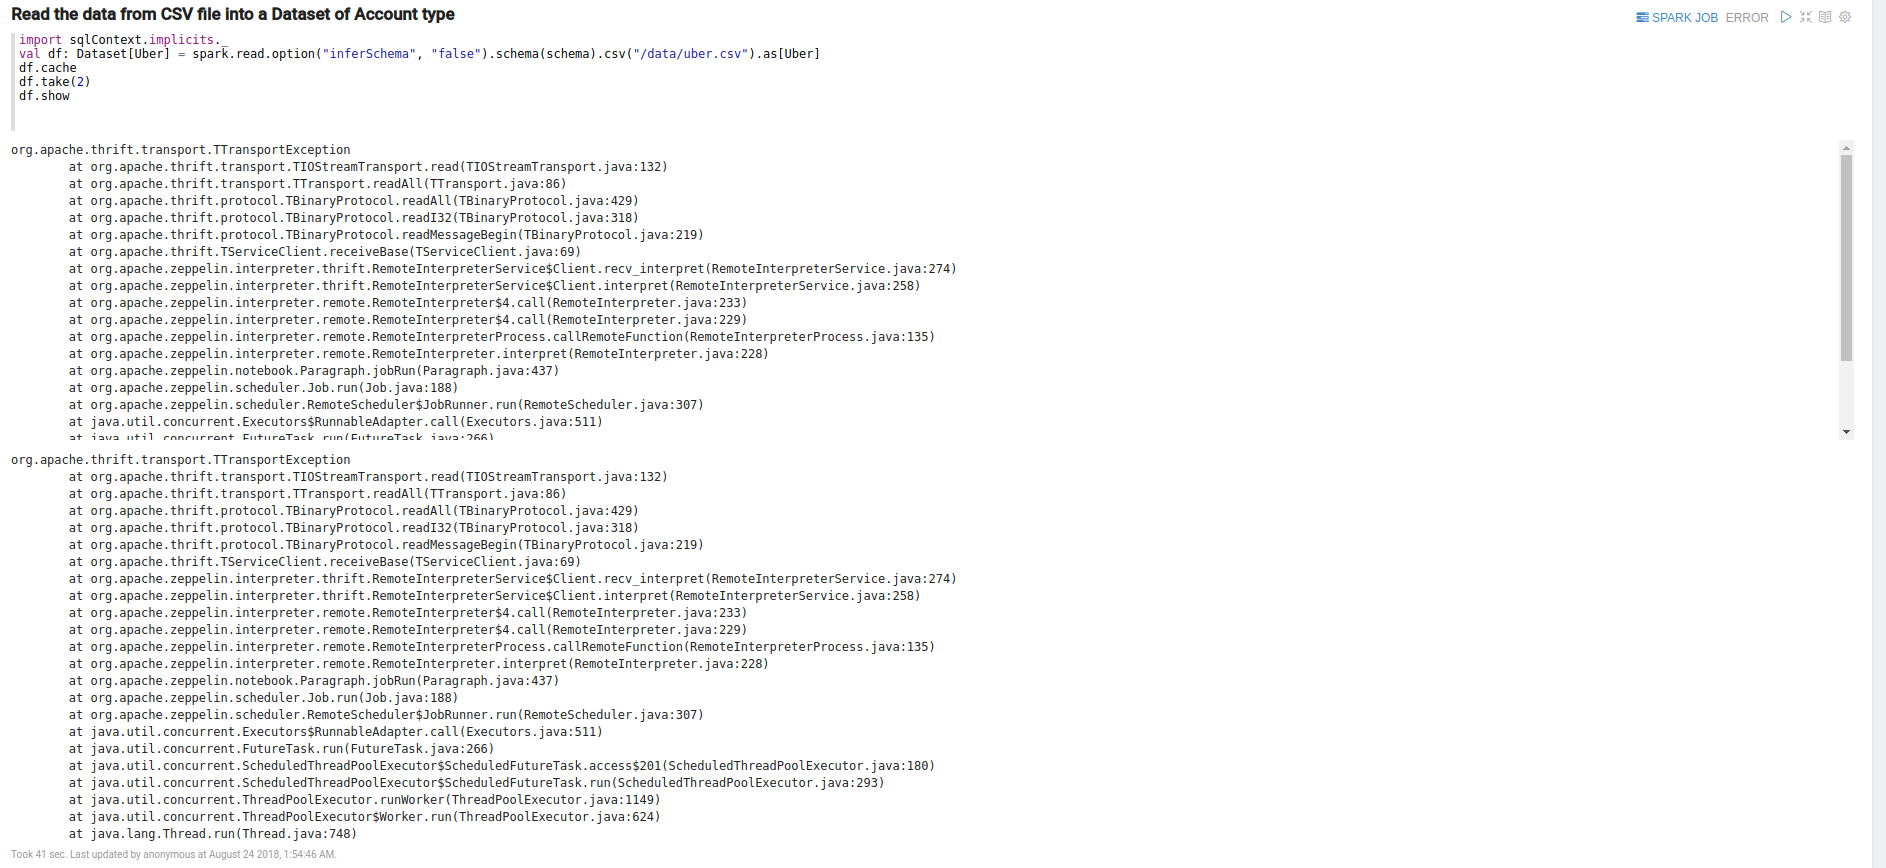 Read the data from CSV file into a Dataset of Account type
SPARK JOB ERROR
import sqlContext.implicits._
val df: Dataset[Uber] = spark.read.option("inferSchema", "false").schema(schema).csv("/data/uber.csv").as[Uber]
df.cache
df.take(2)
df.show
org.apache.thrift.transport.TTransportException
at org.apache.thrift.transport.TIOStreamTransport.read(TIOStreamTransport.java:132)
at org.apache.thrift.transport.TTransport.readAll(TTransport.java:86)
at org.apache.thrift.protocol.TBinaryProtocol.readAll(TBinaryProtocol.java:429)
at org.apache.thrift.protocol.TBinaryProtocol.readI32(TBinaryProtocol.java:318)
at org.apache.thrift.protocol.TBinaryProtocol.readMessageBegin(TBinaryProtocol.java:219)
at org.apache.thrift.TServiceClient.receiveBase(TServiceClient.java:69)
at org.apache.zeppelin.interpreter.thrift.RemoteInterpreterService$Client.recv_interpret(RemoteInterpreterService.java:274)
at org.apache.zeppelin.interpreter.thrift.RemoteInterpreterService$Client.interpret(RemoteInterpreterService.java:258)
at org.apache.zeppelin.interpreter.remote.RemoteInterpreter$4.call(RemoteInterpreter.java:233)
at org.apache.zeppelin.interpreter.remote.RemoteInterpreter$4.call(RemoteInterpreter.java:229)
at org.apache.zeppelin.interpreter.remote.RemoteInterpreterProcess.callRemoteFunction(RemoteInterpreterProcess.java:135)
at org.apache.zeppelin.interpreter.remote.RemoteInterpreter.interpret(RemoteInterpreter.java:228)
at org.apache.zeppelin.notebook.Paragraph.jobRun(Paragraph.java:437)
at org.apache.zeppelin.scheduler.Job.run(Job.java:188)
at org.apache.zeppelin.scheduler.RemoteScheduler$JobRunner.run(RemoteScheduler.java:307)
at java.util.concurrent.Executors$RunnableAdapter.call(Executors.java:511)
at java.util.concurrent.FutureTask.run(FutureTask.java:266)
org.apache.thrift.transport.TTransportException
at org.apache.thrift.transport.TIOStreamTransport.read(TIOStreamTransport.java:132)
at org.apache.thrift.transport.TTransport.readAll(TTransport.java:86)
at org.apache.thrift.protocol.TBinaryProtocol.readAll(TBinaryProtocol.java:429)
at org.apache.thrift.protocol.TBinaryProtocol.readI32(TBinaryProtocol.java:318)
at org.apache.thrift.protocol.TBinaryProtocol.readMessageBegin(TBinaryProtocol.java:219)
at org.apache.thrift.TServiceClient.receiveBase(TServiceClient.java:69)
at org.apache.zeppelin.interpreter.thrift.RemoteInterpreterService$Client.recv_interpret(RemoteInterpreterService.java:274)
at org.apache.zeppelin.interpreter.thrift.RemoteInterpreterService$Client.interpret(RemoteInterpreterService.java:258)
at org.apache.zeppelin.interpreter.remote.RemoteInterpreter$4.call(RemoteInterpreter.java:233)
at org.apache.zeppelin.interpreter.remote.RemoteInterpreter$4.call(RemoteInterpreter.java:229)
at org.apache.zeppelin.interpreter.remote.RemoteInterpreterProcess.callRemoteFunction(RemoteInterpreterProcess.java:135)
at org.apache.zeppelin.interpreter.remote.RemoteInterpreter.interpret(RemoteInterpreter.java:228)
at org.apache.zeppelin.notebook.Paragraph.jobRun(Paragraph.java:437)
at org.apache.zeppelin.scheduler.Job.run(Job.java:188)
at org.apache.zeppelin.scheduler.RemoteScheduler$JobRunner.run(RemoteScheduler.java:307)
at java.util.concurrent.Executors$RunnableAdapter.call(Executors.java:511)
at java.util.concurrent.FutureTask.run(FutureTask.java:266)
at java.util.concurrent.ScheduledThreadPoolExecutor$ScheduledFutureTask.access$201(ScheduledThreadPoolExecutor.java:180)
at java.util.concurrent.ScheduledThreadPoolExecutor$ScheduledFutureTask.run(ScheduledThreadPoolExecutor.java:293)
at java.util.concurrent.ThreadPoolExecutor.runWorker(ThreadPoolExecutor.java:1149)
at java.util.concurrent.ThreadPoolExecutor$Worker.run(ThreadPoolExecutor.java:624)
at java.lang.Thread.run(Thread.java:748)
Took 41 sec. Last updated by anonymous at August 24 2018, 1:54:46 AM.